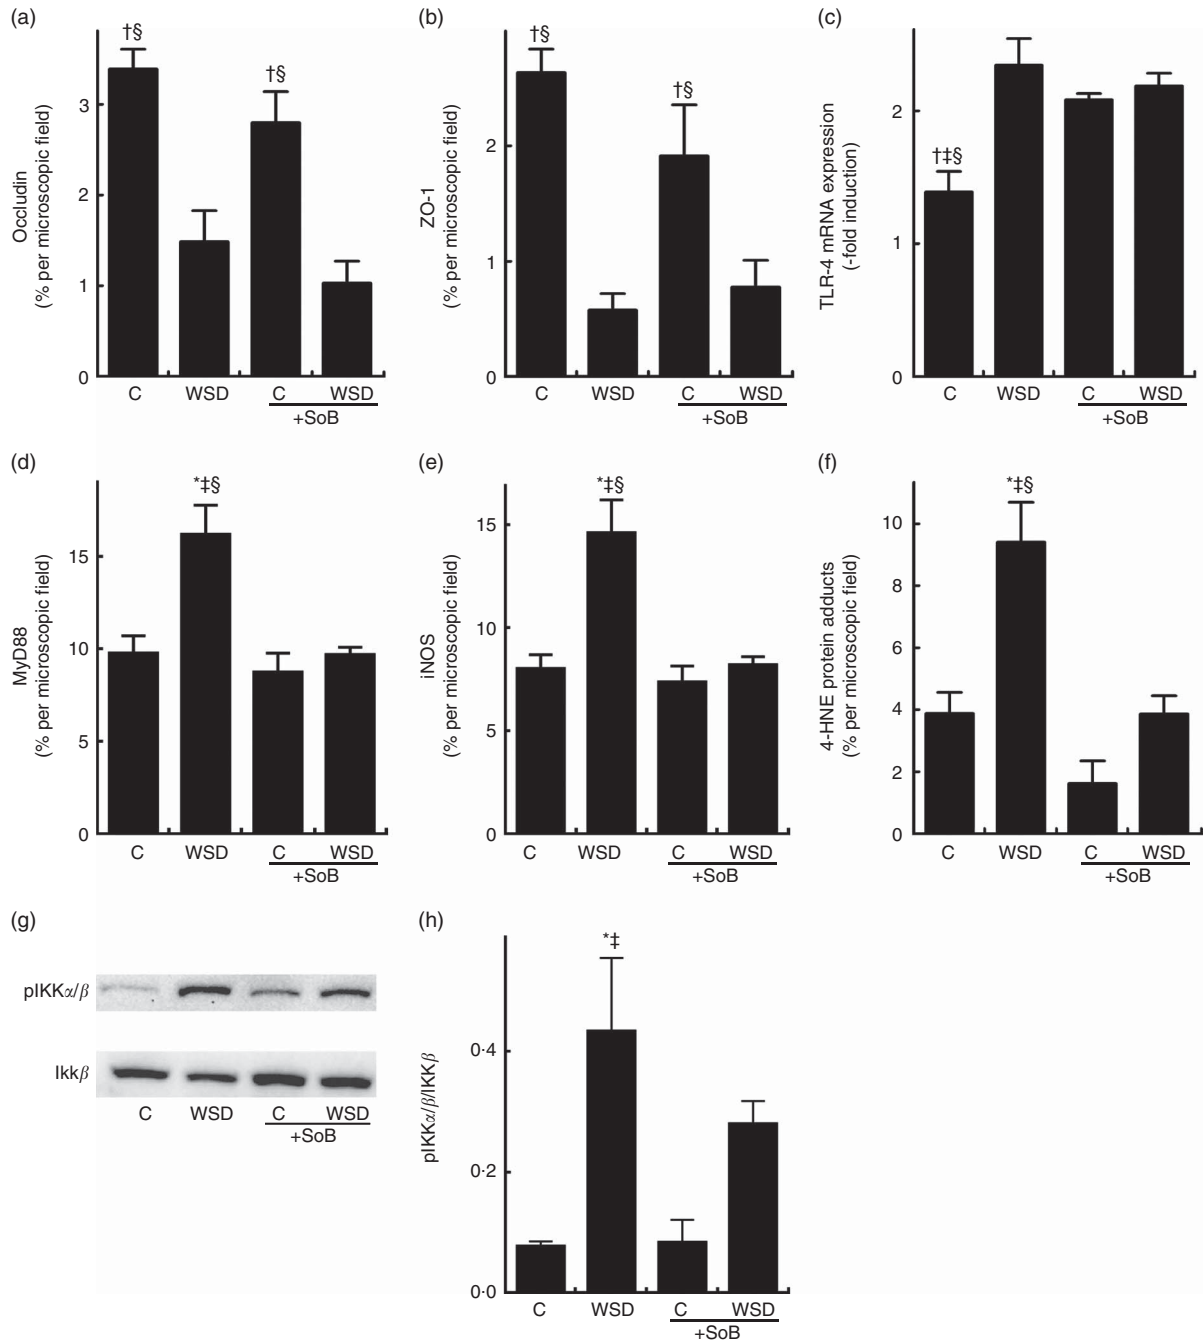 (a)
†§
†§
3
2
1
0
Occludin
(% per microscopic field)
C WSD C WSD
+SoB
(b)
†§
†§
2
1
0
ZO-1
(% per microscopic field)
C WSD C WSD
+SoB
(c)
†‡§
2
1
0
TLR-4 mRNA expression
(-fold induction)
C WSD C WSD
+SoB
(d)
*‡§
15
10
5
0
MyD88
(% per microscopic field)
C WSD C WSD
+SoB
(e)
*‡§
15
10
5
0
iNOS
(% per microscopic field)
C WSD C WSD
+SoB
(f)
*‡§
10
8
6
4
2
0
4-HNE protein adducts
(% per microscopic field)
C WSD C WSD
+SoB
(g)
pIKKα/β
Ikkβ
C WSD C WSD
+SoB
(h)
*‡
0·4
0·2
0·0
pIKKα/β/IKKβ
C WSD C WSD
+SoB